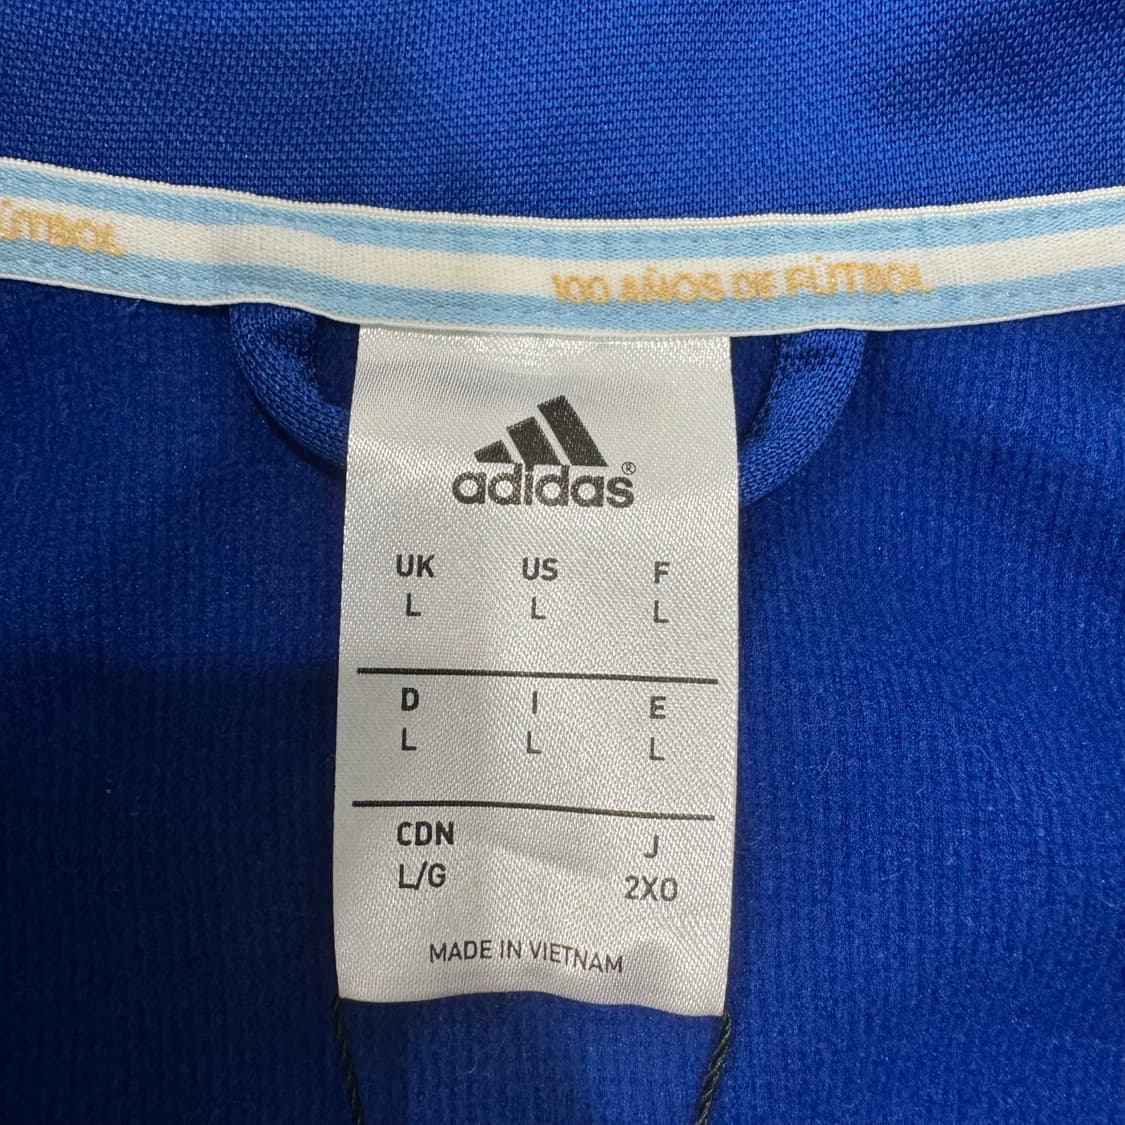 FÚTBOL
100 AÑOS DE FÚTBOL
adidas®
UK US F
L L L
D I E
L L L
CDN J
L/G 2XO
MADE IN VIETNAM